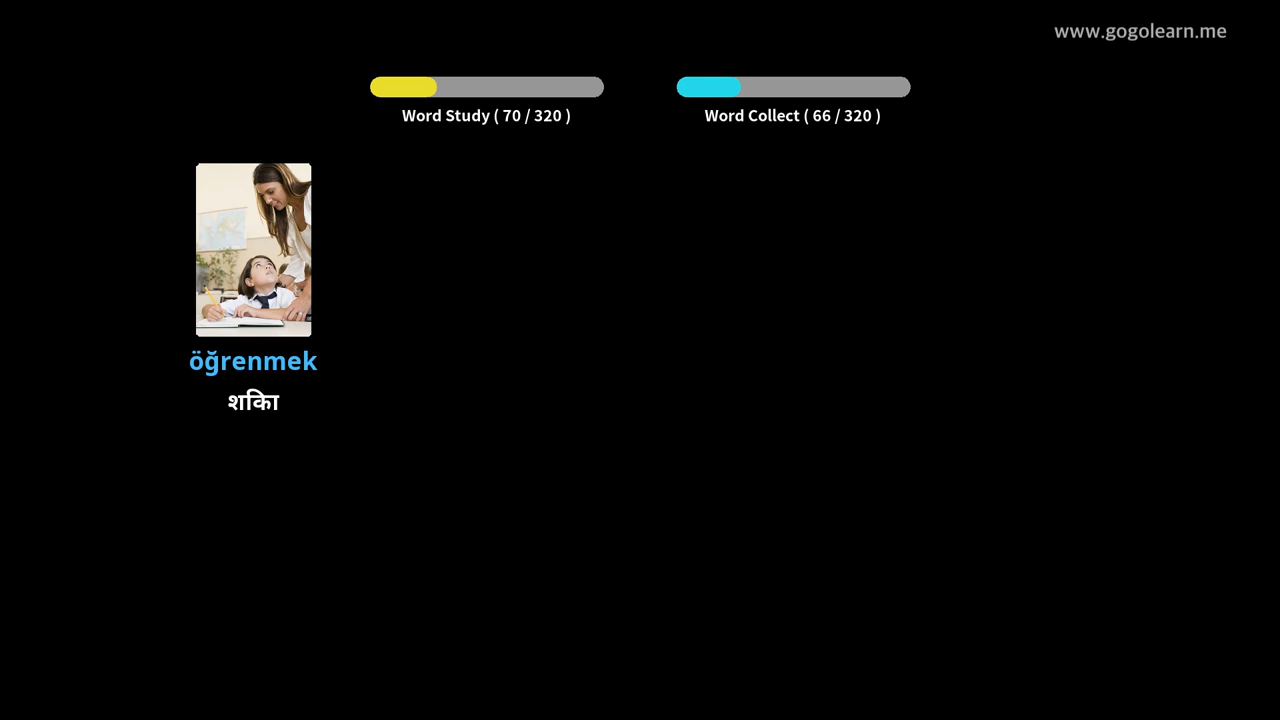 www.gogolearn.me
Word Study ( 70 / 320 )
Word Collect ( 66 / 320 )
öğrenmek
शकिा